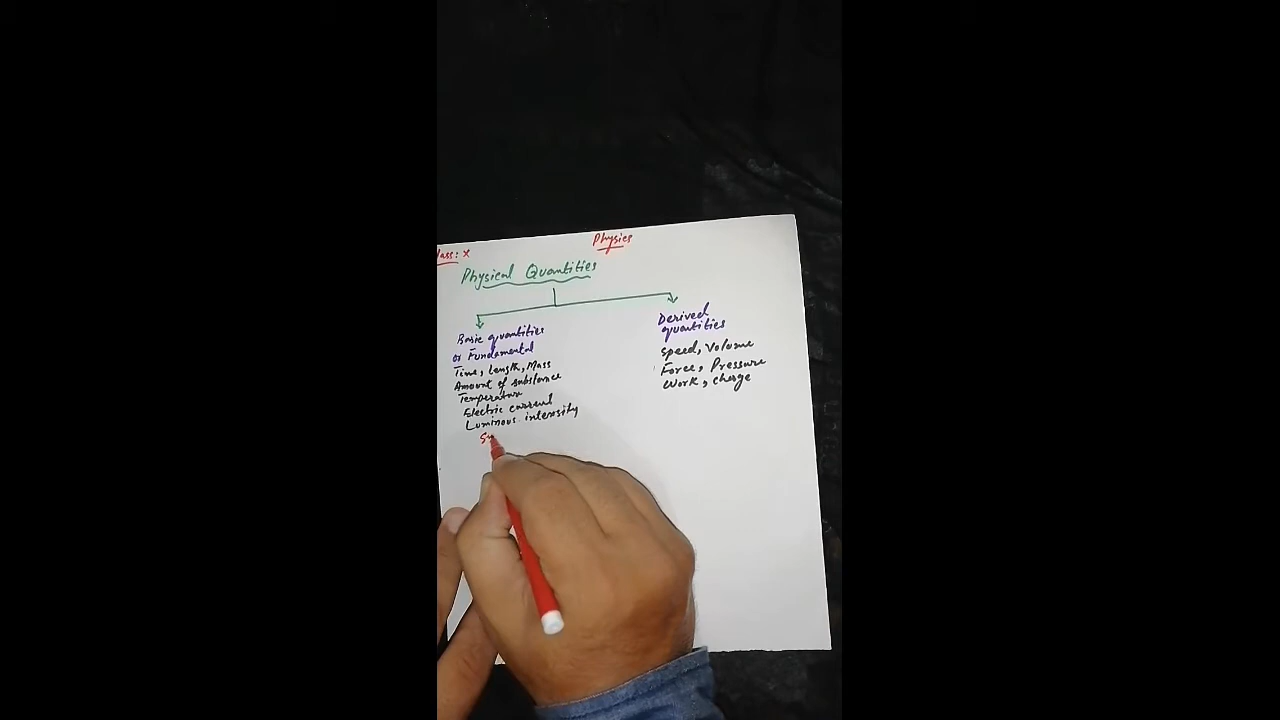 Physics
lass: X
Physical Quantities
Basic quantities
or Fundamental
Time, Length, Mass
Amount of substance
Temperature
Electric current
Luminous intensity
Derived
quantities
Speed, Volume
Force, Pressure
Work, charge